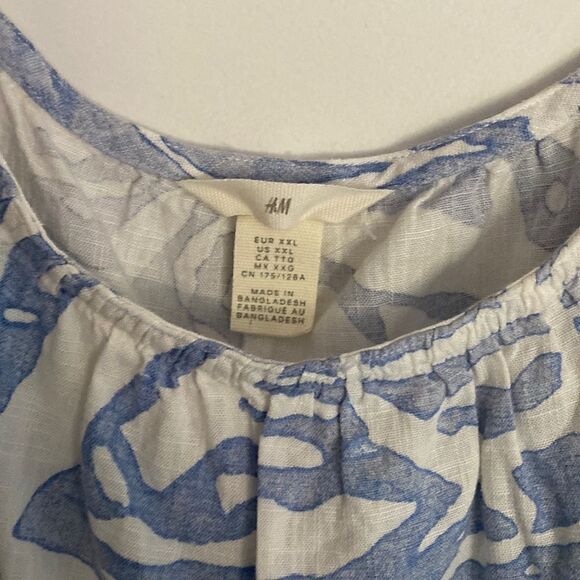 H&M
EUR XXL
US XXL
CA TTG
MX XXG
CN 175/128A
MADE IN
BANGLADESH
FABRIQUÉ AU
BANGLADESH